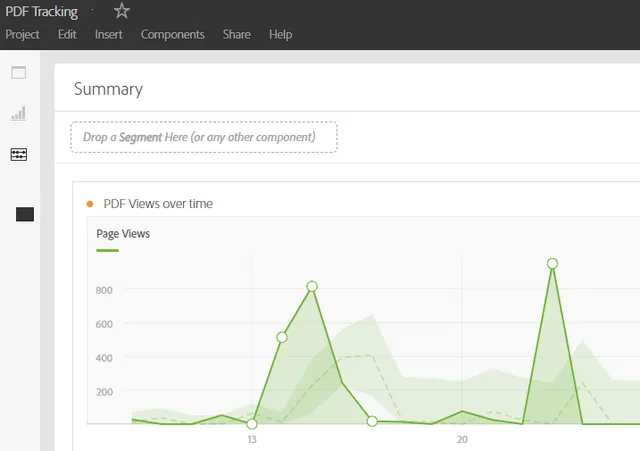 PDF Tracking
Project Edit Insert Components Share Help
Summary
Drop a Segment Here (or any other component)
PDF Views over time
Page Views
800
600
400
200
13 20